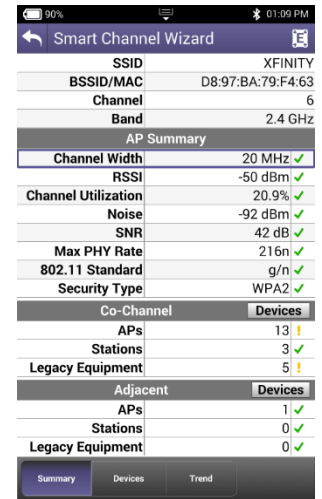 90% 01:09 PM
Smart Channel Wizard E
SSID XFINITY
BSSID/MAC D8:97:BA:79:F4:63
Channel 6
Band 2.4 GHz
AP Summary
Channel Width 20 MHz
RSSI -50 dBm
Channel Utilization 20.9%
Noise -92 dBm
SNR 42 dB
Max PHY Rate 216n
802.11 Standard g/n
Security Type WPA2
Co-Channel Devices
APs 13 !
Stations 3
Legacy Equipment 5 !
Adjacent Devices
APs 1
Stations 0
Legacy Equipment 0
Summary Devices Trend